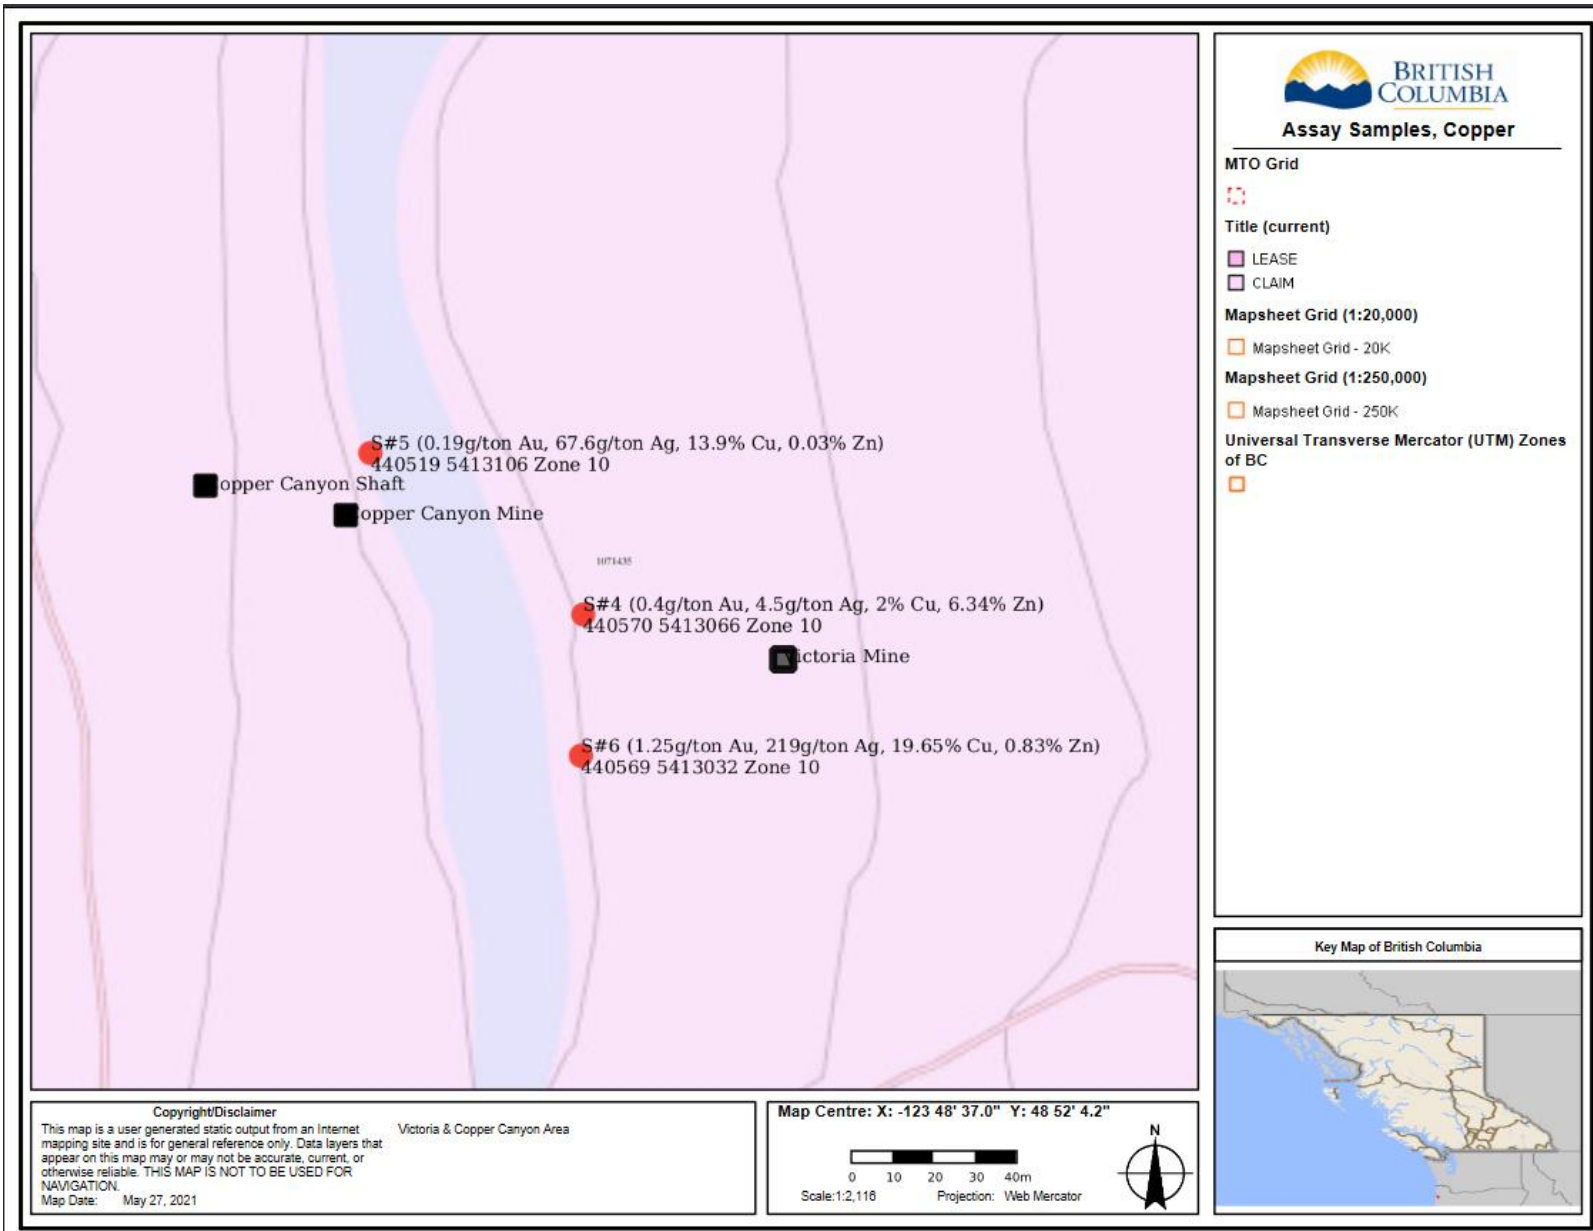 S#5 (0.19g/ton Au, 67.6g/ton Ag, 13.9% Cu, 0.03% Zn)
440519 5413106 Zone 10
opper Canyon Shaft
opper Canyon Mine
1071435
S#4 (0.4g/ton Au, 4.5g/ton Ag, 2% Cu, 6.34% Zn)
440570 5413066 Zone 10
ictoria Mine
S#6 (1.25g/ton Au, 219g/ton Ag, 19.65% Cu, 0.83% Zn)
440569 5413032 Zone 10
BRITISH
COLUMBIA
Assay Samples, Copper
MTO Grid
Title (current)
LEASE
CLAIM
Mapsheet Grid (1:20,000)
Mapsheet Grid - 20K
Mapsheet Grid (1:250,000)
Mapsheet Grid - 250K
Universal Transverse Mercator (UTM) Zones
of BC
Key Map of British Columbia
Copyright/Disclaimer
This map is a user generated static output from an Internet
mapping site and is for general reference only. Data layers that
appear on this map may or may not be accurate, current, or
otherwise reliable. THIS MAP IS NOT TO BE USED FOR
NAVIGATION.
Map Date: May 27, 2021
Victoria & Copper Canyon Area
Map Centre: X: -123 48' 37.0" Y: 48 52' 4.2"
0 10 20 30 40m
Scale:1:2,116 Projection: Web Mercator
N